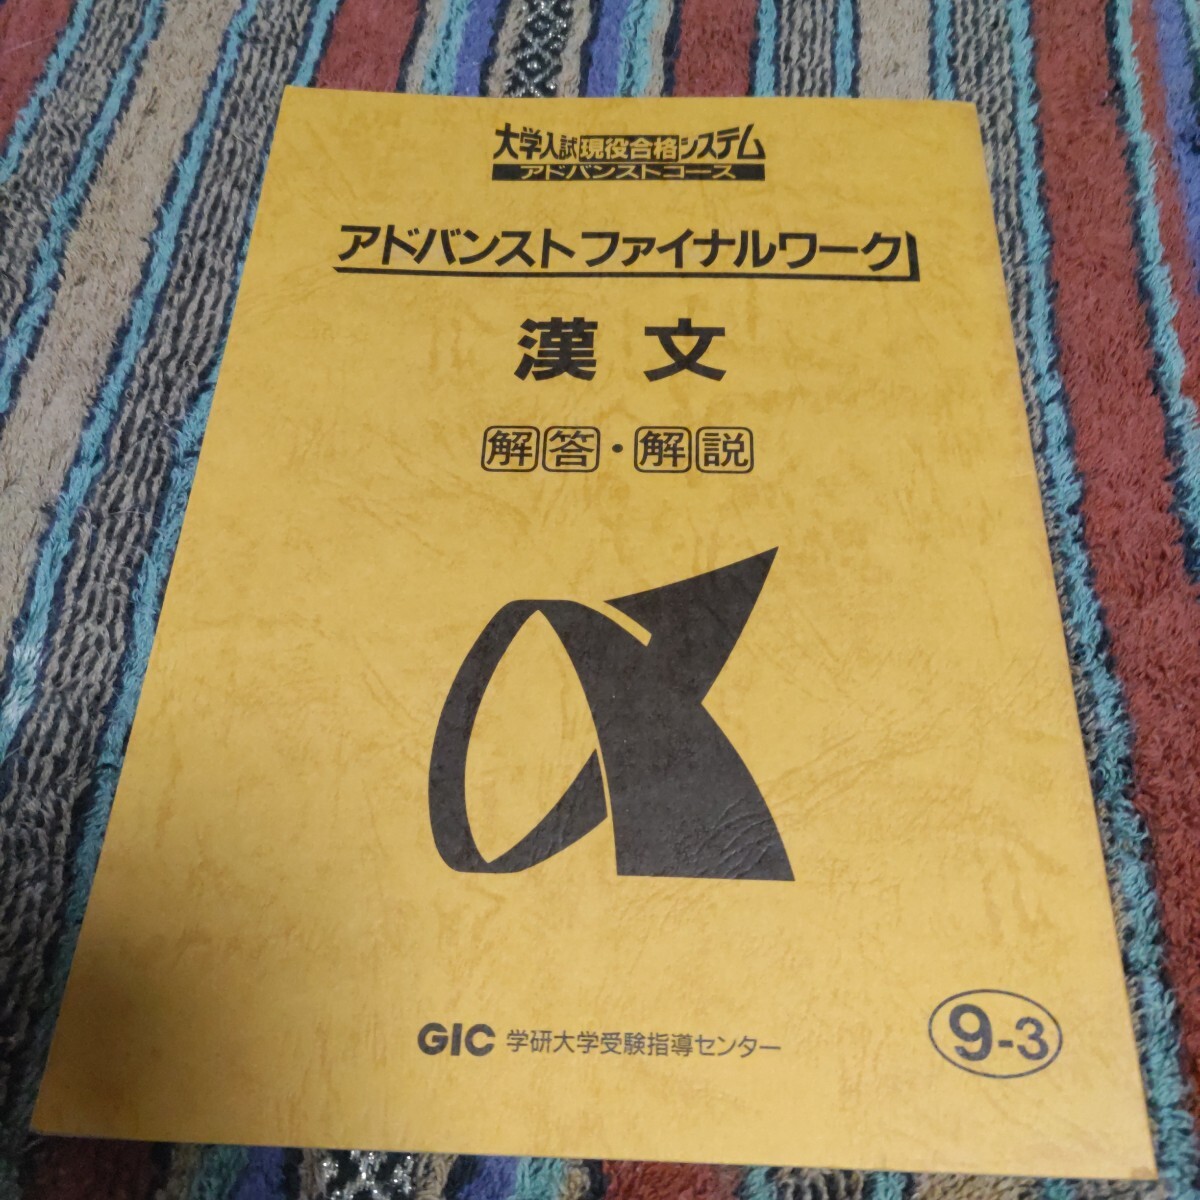 大学入試現役合格システム
アドバンストコース
アドバンスト ファイナルワーク
漢文
解答・解説
GIC 学研大学受験指導センター
9-3